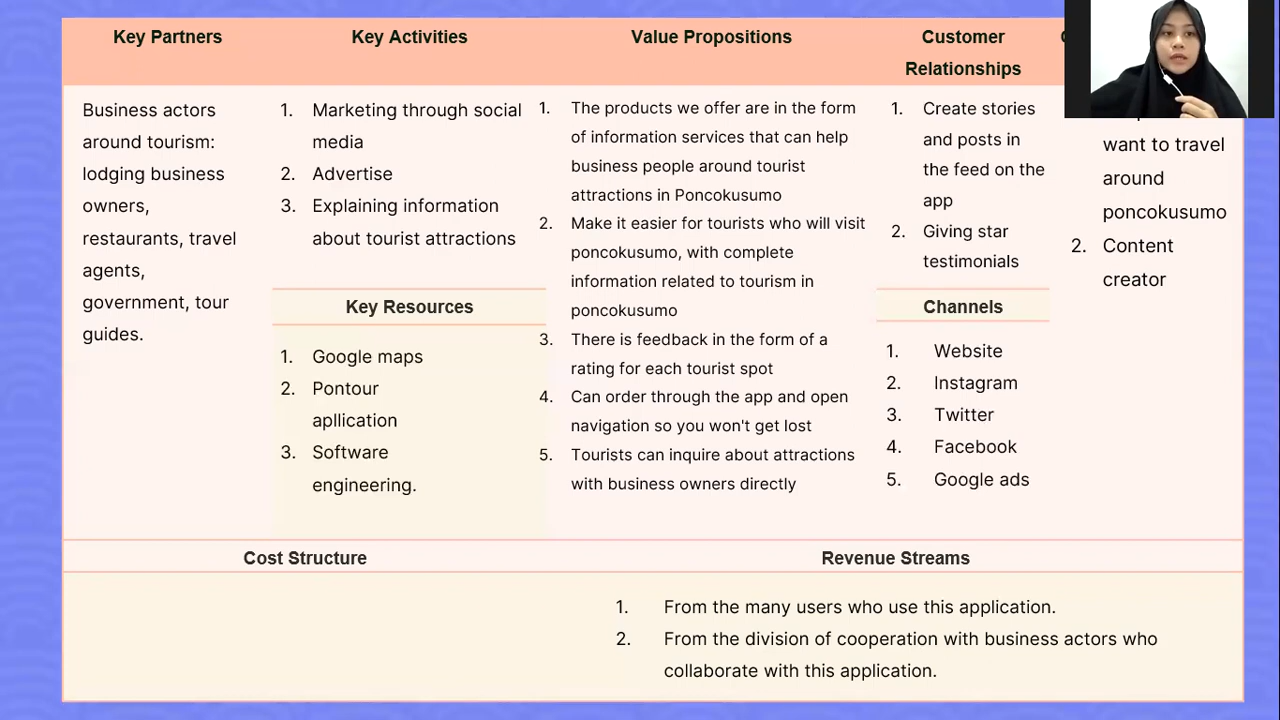 Key Partners
Business actors
around tourism:
lodging business
owners,
restaurants, travel
agents,
government, tour
guides.
Key Activities
1. Marketing through social
media
2. Advertise
3. Explaining information
about tourist attractions
Key Resources
1. Google maps
2. Pontour
apllication
3. Software
engineering.
Value Propositions
1. The products we offer are in the form
of information services that can help
business people around tourist
attractions in Poncokusumo
2. Make it easier for tourists who will visit
poncokusumo, with complete
information related to tourism in
poncokusumo
3. There is feedback in the form of a
rating for each tourist spot
4. Can order through the app and open
navigation so you won't get lost
5. Tourists can inquire about attractions
with business owners directly
Customer
Relationships
1. Create stories
and posts in
the feed on the
app
2. Giving star
testimonials
Channels
1. Website
2. Instagram
3. Twitter
4. Facebook
5. Google ads
want to travel
around
poncokusumo
2. Content
creator
Cost Structure
Revenue Streams
1. From the many users who use this application.
2. From the division of cooperation with business actors who
collaborate with this application.